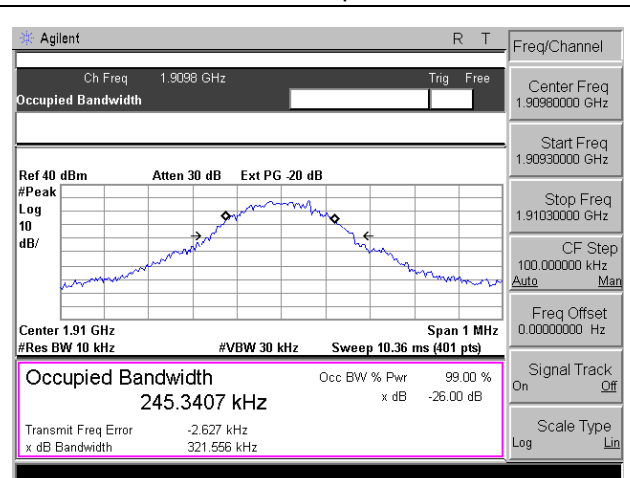 Agilent R T
Ch Freq 1.9098 GHz Trig Free
Occupied Bandwidth
Ref 40 dBm Atten 30 dB Ext PG -20 dB
#Peak
Log
10
dB/
Center 1.91 GHz Span 1 MHz
#Res BW 10 kHz #VBW 30 kHz Sweep 10.36 ms (401 pts)
Occupied Bandwidth Occ BW % Pwr 99.00 %
245.3407 kHz x dB -26.00 dB
Transmit Freq Error -2.627 kHz
x dB Bandwidth 321.556 kHz
Freq/Channel
Center Freq
1.90980000 GHz
Start Freq
1.90930000 GHz
Stop Freq
1.91030000 GHz
CF Step
100.000000 kHz
Auto Man
Freq Offset
0.00000000 Hz
Signal Track
On Off
Scale Type
Log Lin